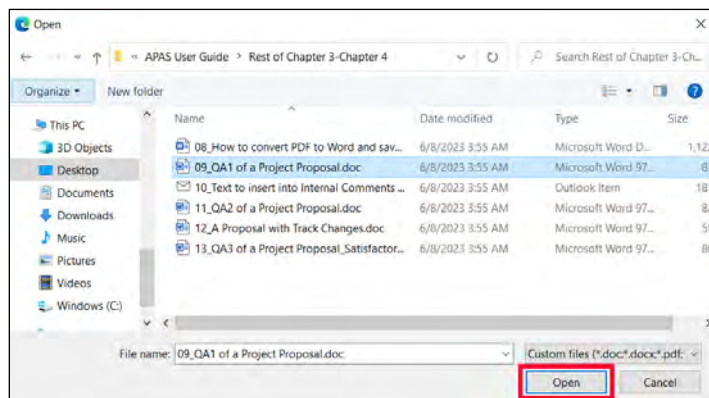 Open
APAS User Guide > Rest of Chapter 3-Chapter 4
Search Rest of Chapter 3-Ch...
Organize New folder
Name Date modified Type Size
This PC
3D Objects
Desktop
Documents
Downloads
Music
Pictures
Videos
Windows (C:)
08_How to convert PDF to Word and sav... 6/8/2023 3:55 AM Microsoft Word D... 1,12
09_QA1 of a Project Proposal.doc 6/8/2023 3:55 AM Microsoft Word 97...
10_Text to insert into Internal Comments ... 6/8/2023 3:55 AM Outlook Item
11_QA2 of a Project Proposal.doc 6/8/2023 3:55 AM Microsoft Word 97...
12_A Proposal with Track Changes.doc 6/8/2023 3:55 AM Microsoft Word 97...
13_QA3 of a Project Proposal_Satisfactor... 6/8/2023 3:55 AM Microsoft Word 97...
File name: 09_QA1 of a Project Proposal.doc Custom files (*.doc;*.docx;*.pdf;
Open Cancel